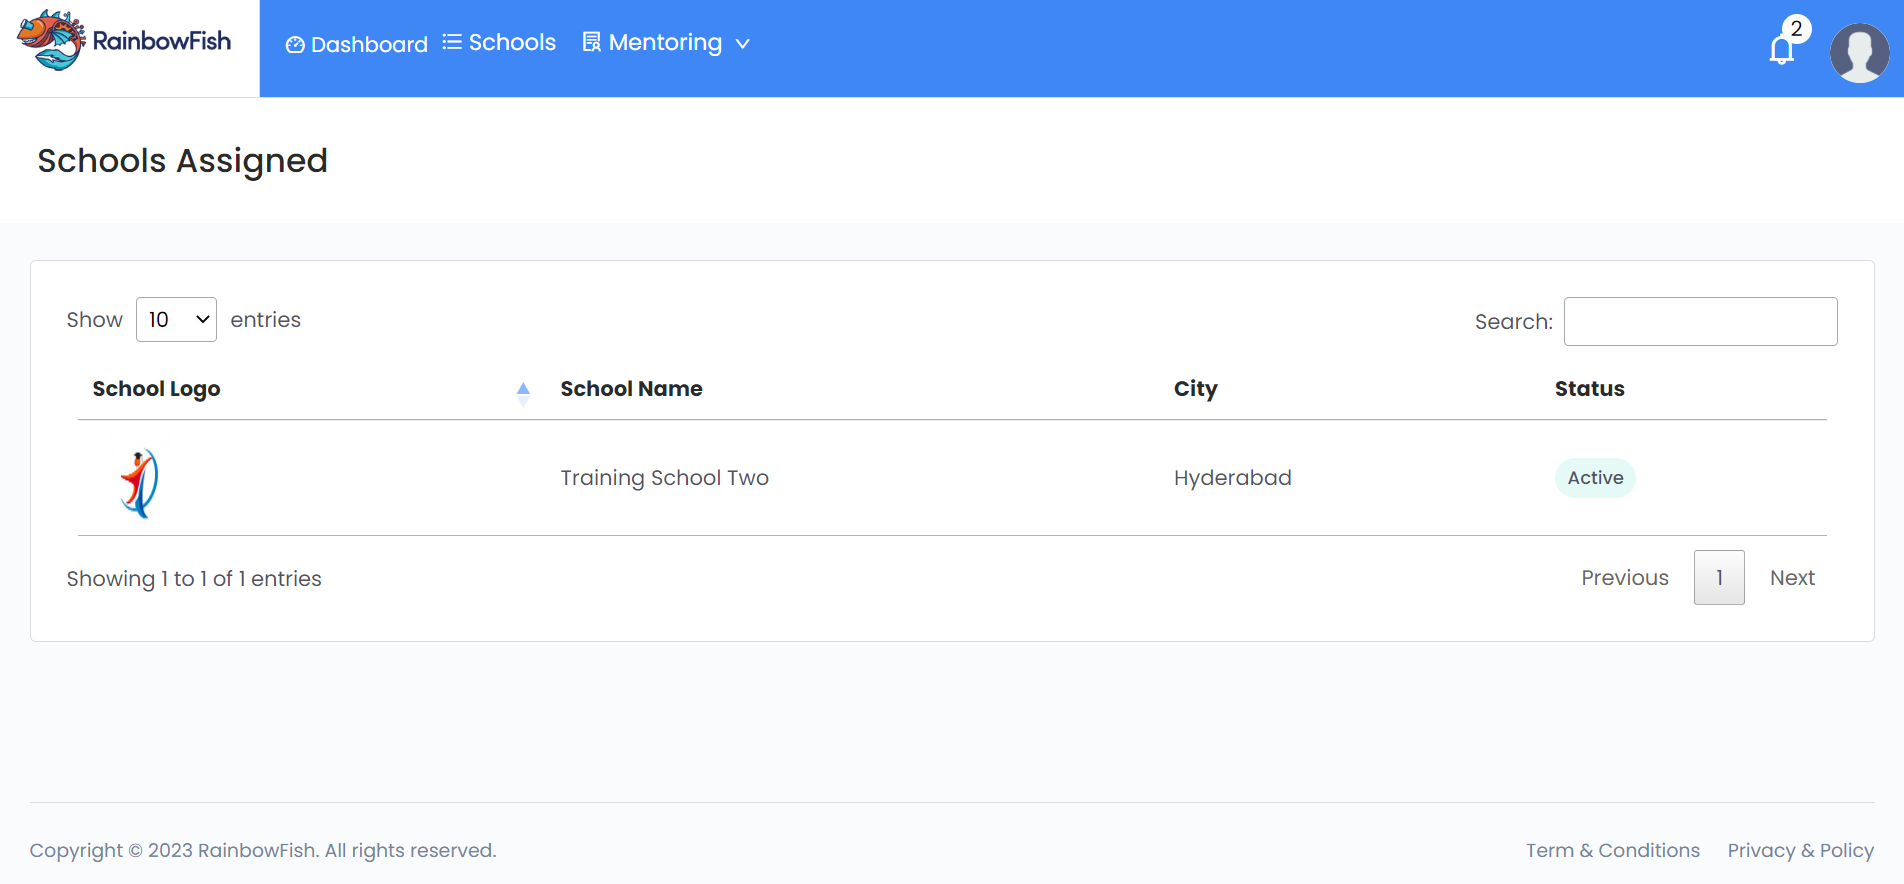 RainbowFish
Dashboard Schools Mentoring
2
Schools Assigned
Show 10 entries
Search:
School Logo School Name City Status
Training School Two Hyderabad Active
Showing 1 to 1 of 1 entries
Previous 1 Next
Copyright © 2023 RainbowFish. All rights reserved.
Term & Conditions Privacy & Policy